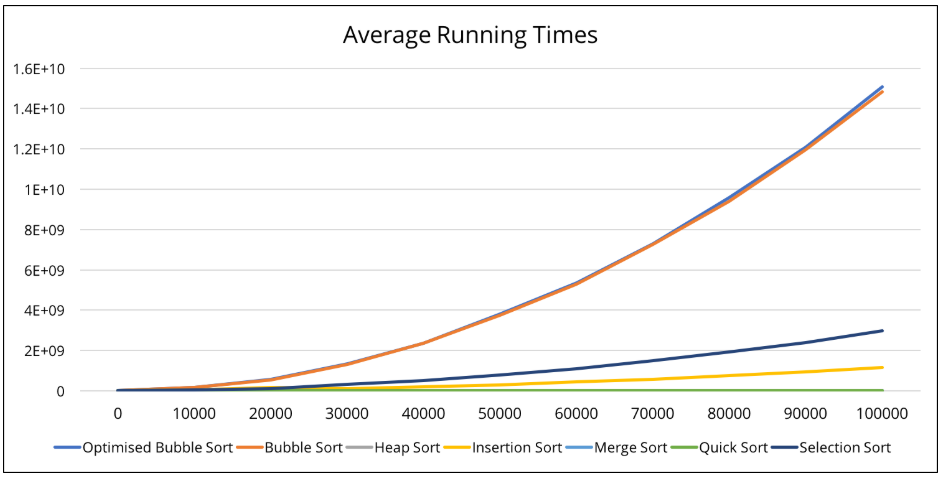 Average Running Times
1.6E+10
1.4E+10
1.2E+10
1E+10
8E+09
6E+09
4E+09
2E+09
0
0 10000 20000 30000 40000 50000 60000 70000 80000 90000 100000
Optimised Bubble Sort Bubble Sort Heap Sort Insertion Sort Merge Sort Quick Sort Selection Sort